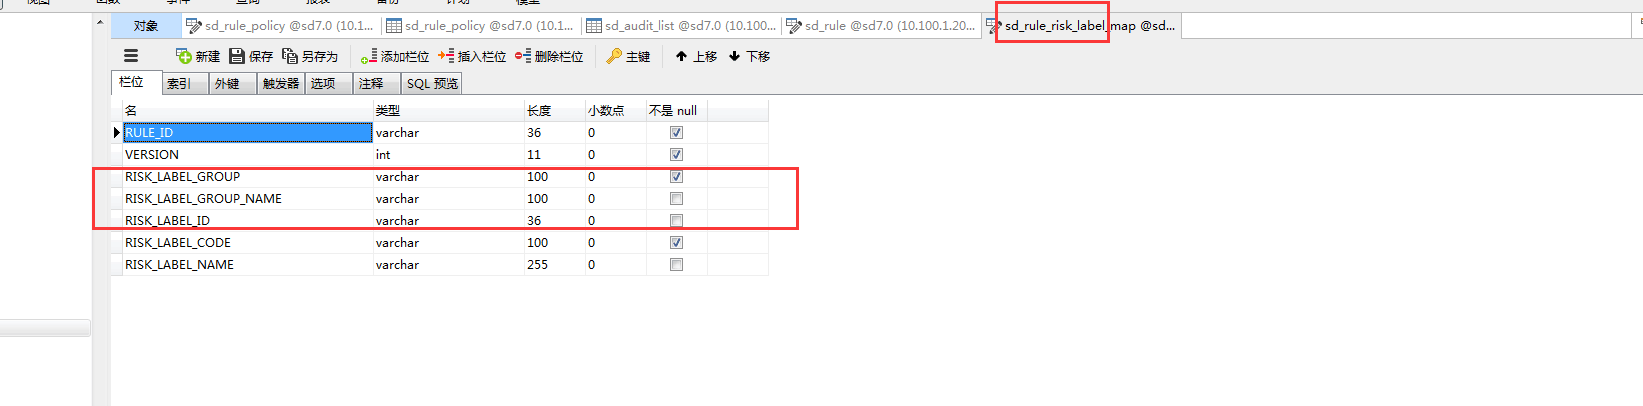 对象 sd_rule_policy @sd7.0 (10.1... sd_rule_policy @sd7.0 (10.1... sd_audit_list @sd7.0 (10.100... sd_rule @sd7.0 (10.100.1.20... sd_rule_risk_label_map @sd...
新建 保存 另存为 添加栏位 插入栏位 删除栏位 主键 上移 下移
栏位 索引 外键 触发器 选项 注释 SQL 预览
名 类型 长度 小数点 不是 null
RULE_ID varchar 36 0
VERSION int 11 0
RISK_LABEL_GROUP varchar 100 0
RISK_LABEL_GROUP_NAME varchar 100 0
RISK_LABEL_ID varchar 36 0
RISK_LABEL_CODE varchar 100 0
RISK_LABEL_NAME varchar 255 0